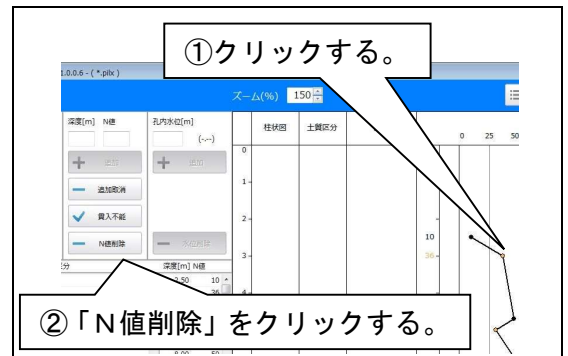 ①クリックする。
1.0.0.6 - ( *.pilx )
ズーム(%) 150
深度[m] N値 孔内水位[m]
(-.--)
追加 追加
追加取消
貫入不能
N値削除 水位削除
柱状図 土質区分
0 25 50
0
1
2
3
4
10
36
深度[m] N値
2.50 10
36
②「N値削除」をクリックする。
8.00 50